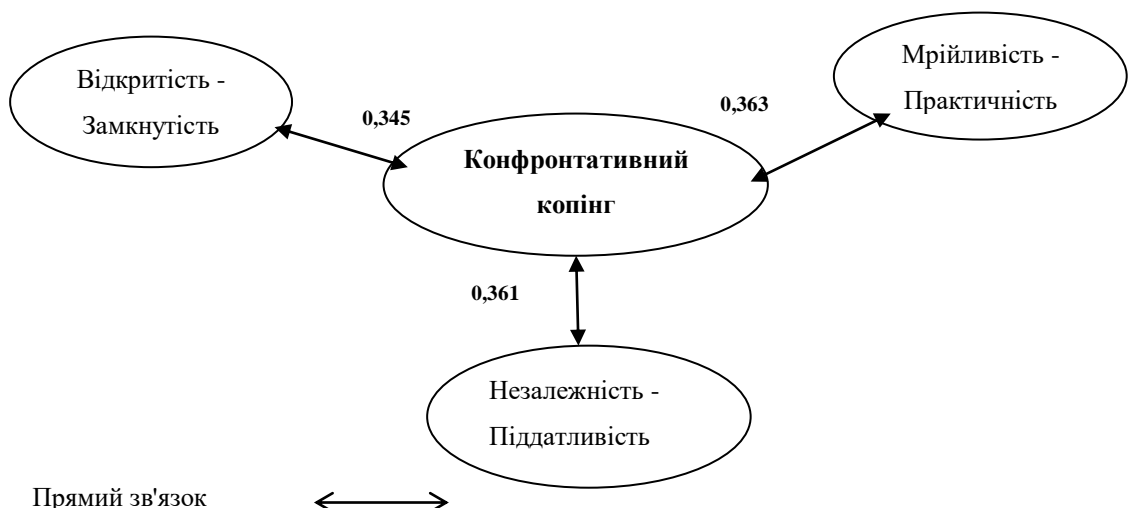 Відкритість -
Замкнутість
0,345
Конфронтативний
копінг
0,363
Мрійливість -
Практичність
0,361
Незалежність -
Піддатливість
Прямий зв'язок